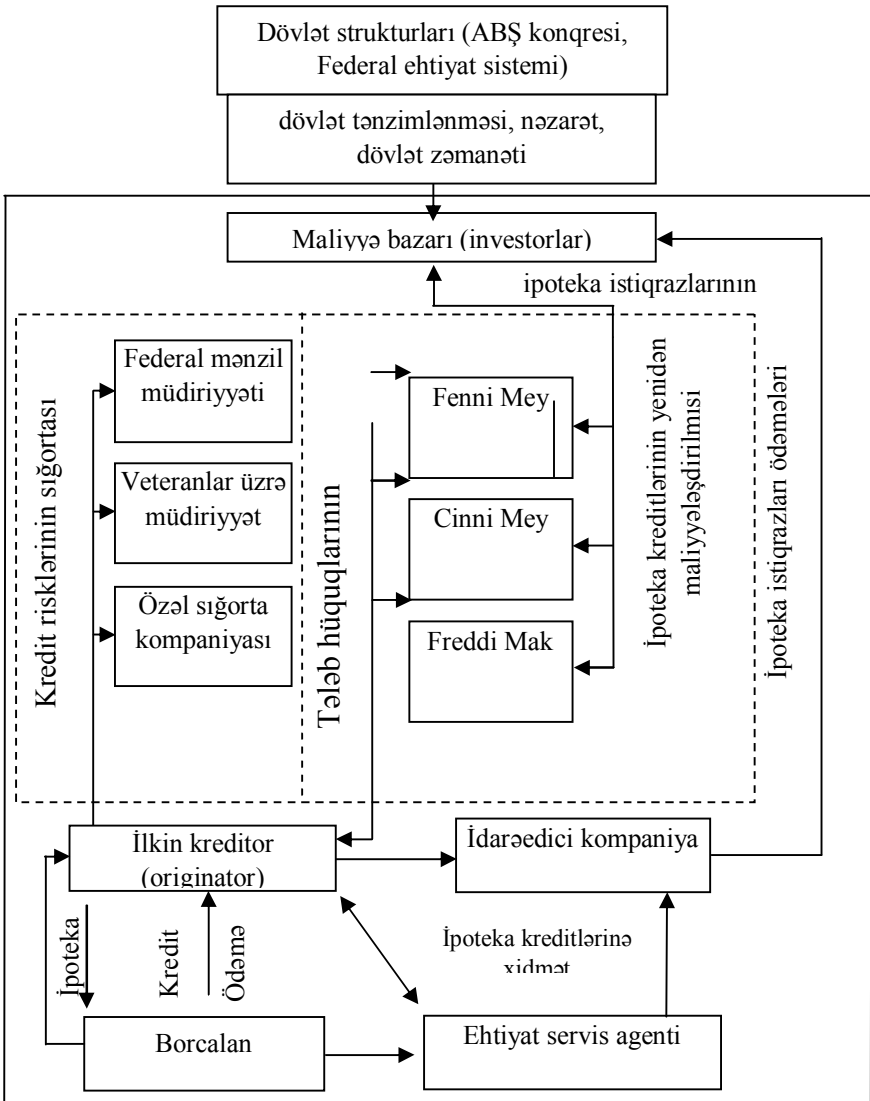 Dövlət strukturları (ABŞ konqresi,
Federal ehtiyat sistemi)
dövlət tənzimlənməsi, nəzarət,
dövlət zəmanəti
Maliyyə bazarı (investorlar)
ipoteka istiqrazlarının
Kredit risklərinin sığortası
Federal mənzil
müdiriyyəti
Veteranlar üzrə
müdiriyyət
Özəl sığorta
kompaniyası
Tələb hüquqlarının
Fenni Mey
Cinni Mey
Freddi Mak
İpoteka kreditlərinin yenidən
maliyyələşdirilmısi
İpoteka istiqrazları ödəmələri
İlkin kreditor
(originator)
İdarəedici kompaniya
İpoteka
Kredit
Ödəmə
İpoteka kreditlərinə
xidmət
Borcalan
Ehtiyat servis agenti